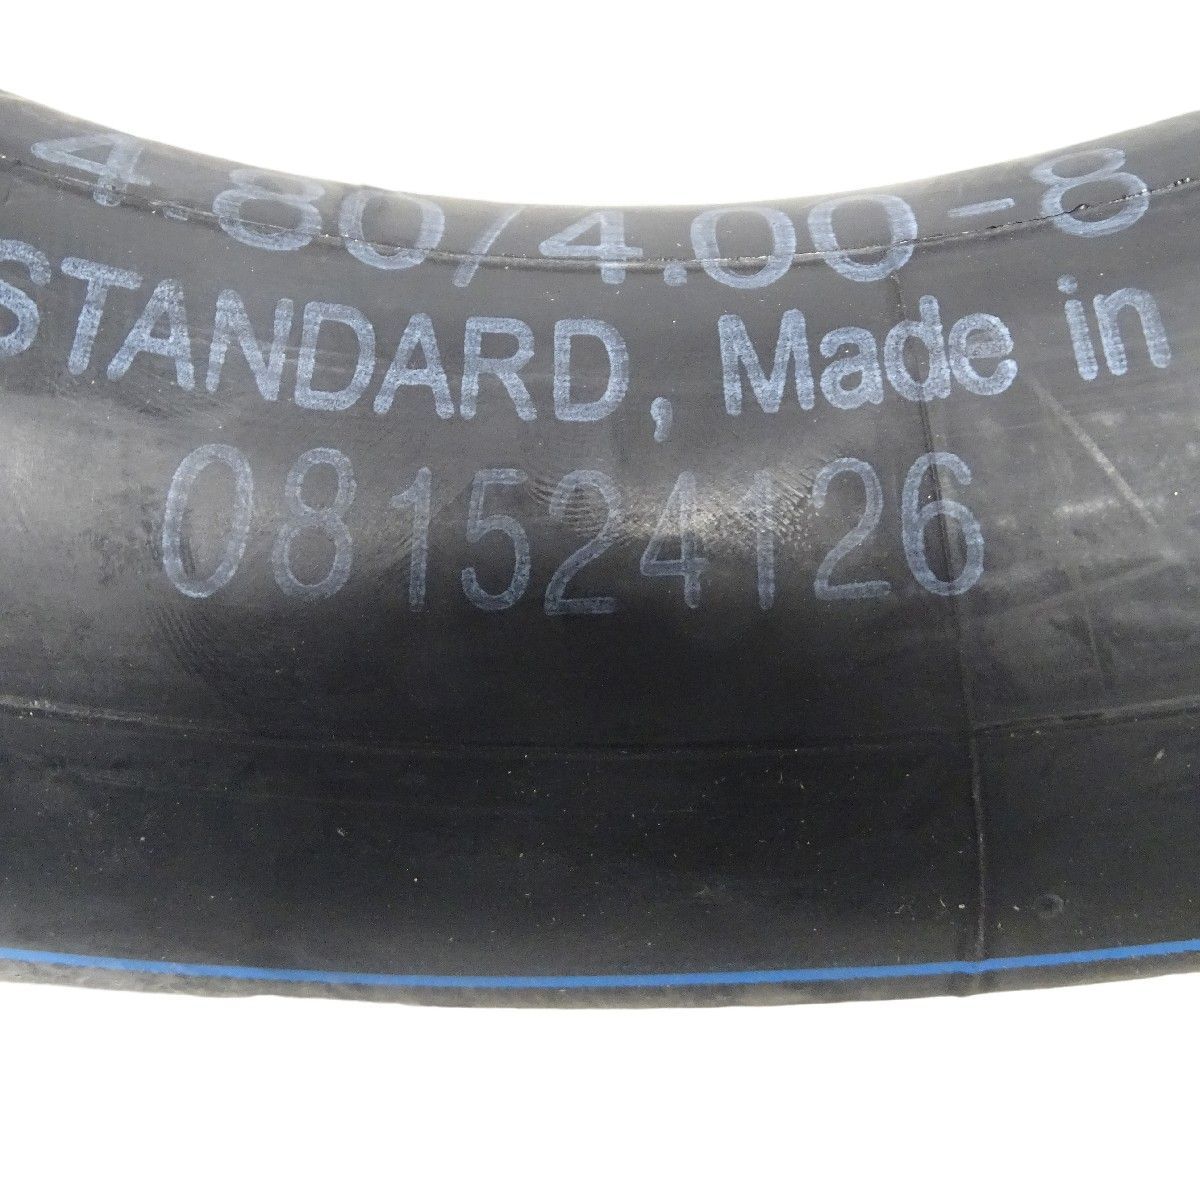 4.80/4.00-8
STANDARD, Made in
081524126